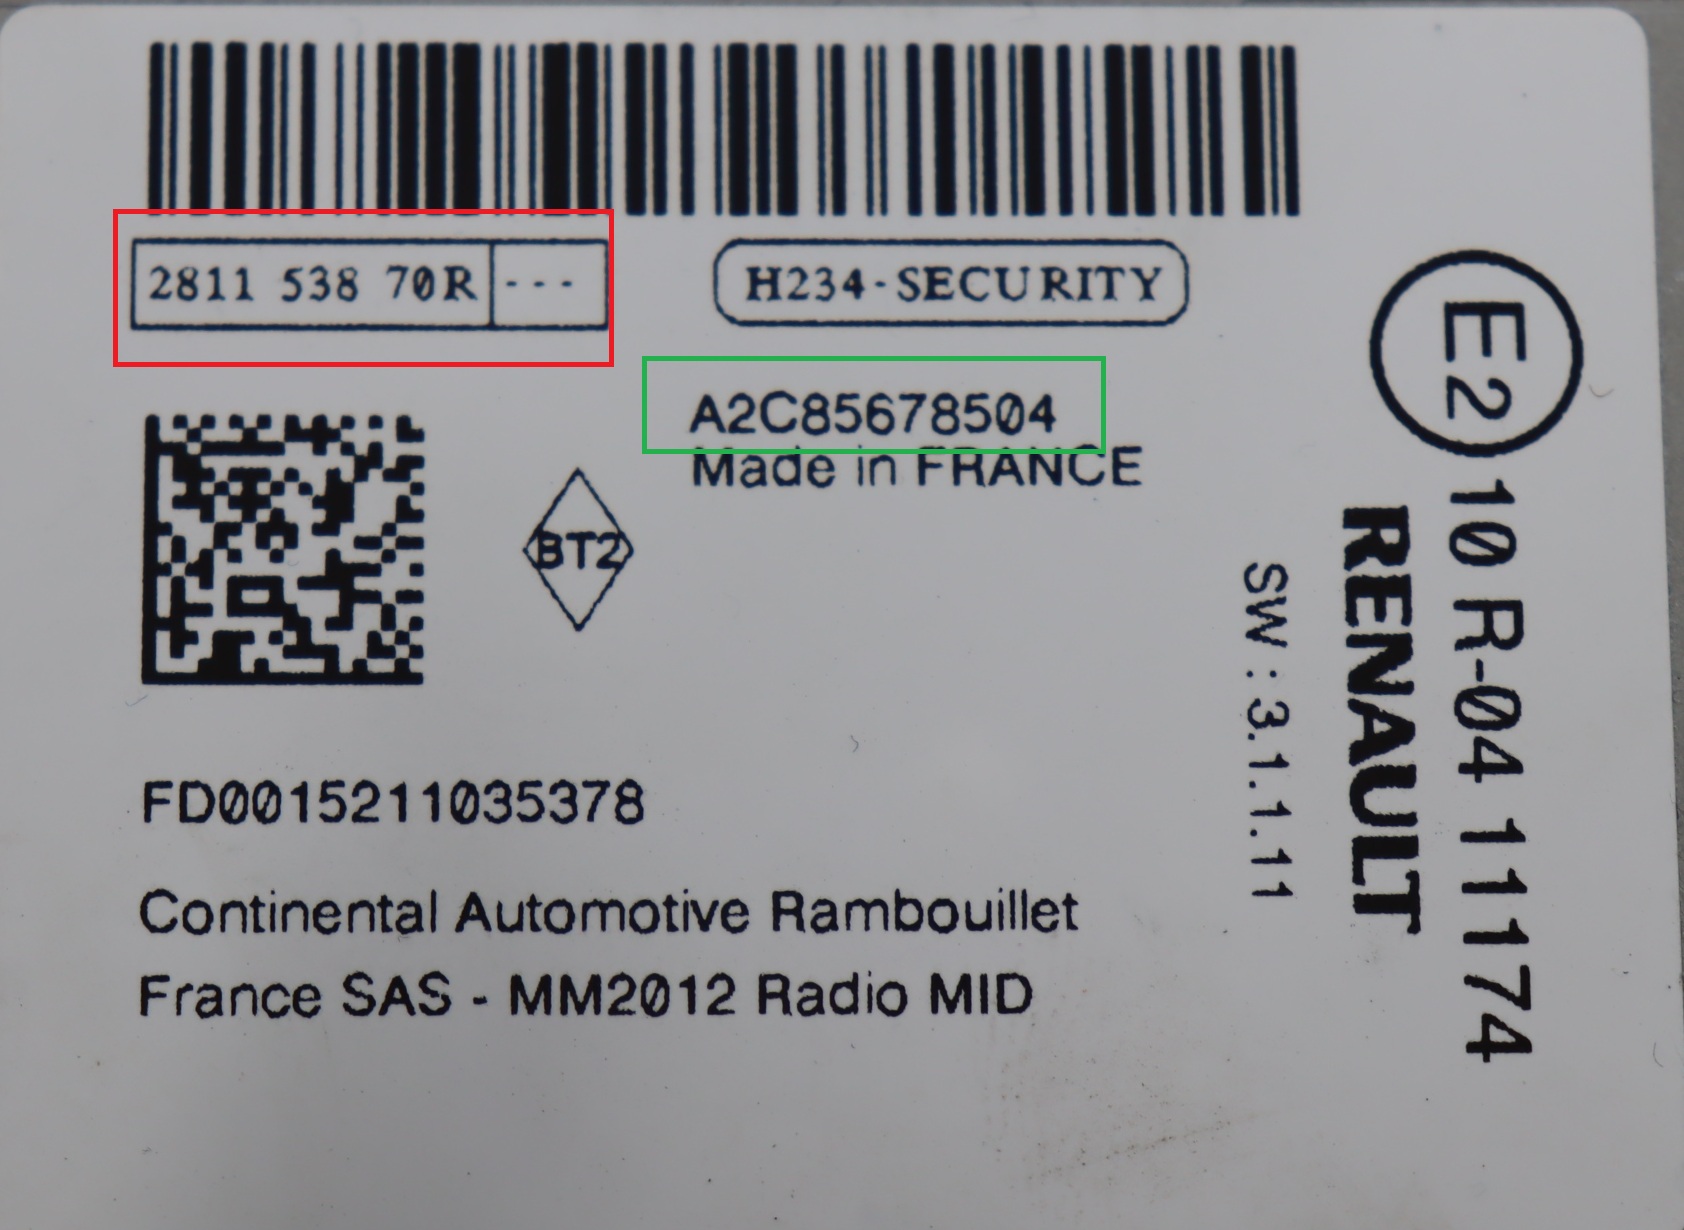 2811 538 70R ---
H234-SECURITY
A2C85678504
Made in FRANCE
BT2
FD0015211035378
Continental Automotive Rambouillet
France SAS - MM2012 Radio MID
SW : 3.1.1.11
RENAULT
E2
10 R-04 11174